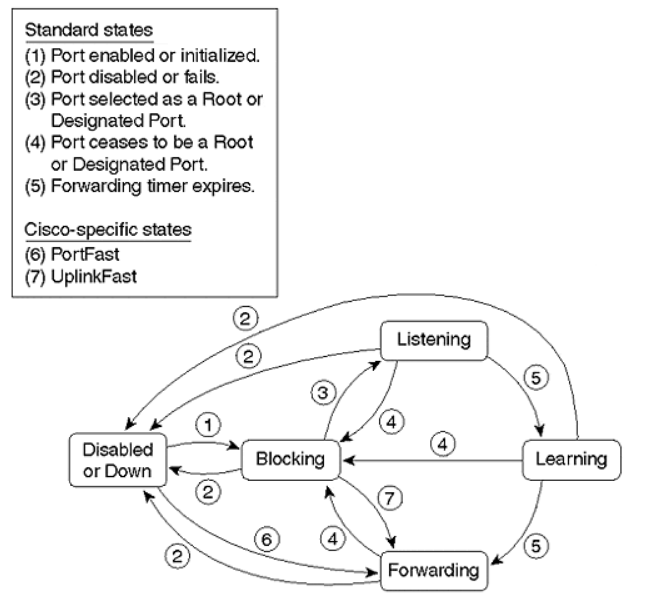 Standard states
(1) Port enabled or initialized.
(2) Port disabled or fails.
(3) Port selected as a Root or
Designated Port.
(4) Port ceases to be a Root
or Designated Port.
(5) Forwarding timer expires.
Cisco-specific states
(6) PortFast
(7) UplinkFast
2
Listening
2
5
3
4
1
4
Disabled
or Down
Blocking
Learning
2
7
6
4
5
2
Forwarding